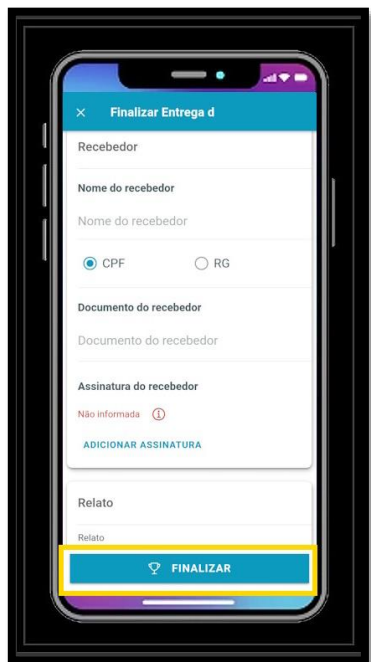 Finalizar Entrega d
Recebedor
Nome do recebedor
Nome do recebedor
CPF
RG
Documento do recebedor
Documento do recebedor
Assinatura do recebedor
Não informada
ADICIONAR ASSINATURA
Relato
Relato
FINALIZAR